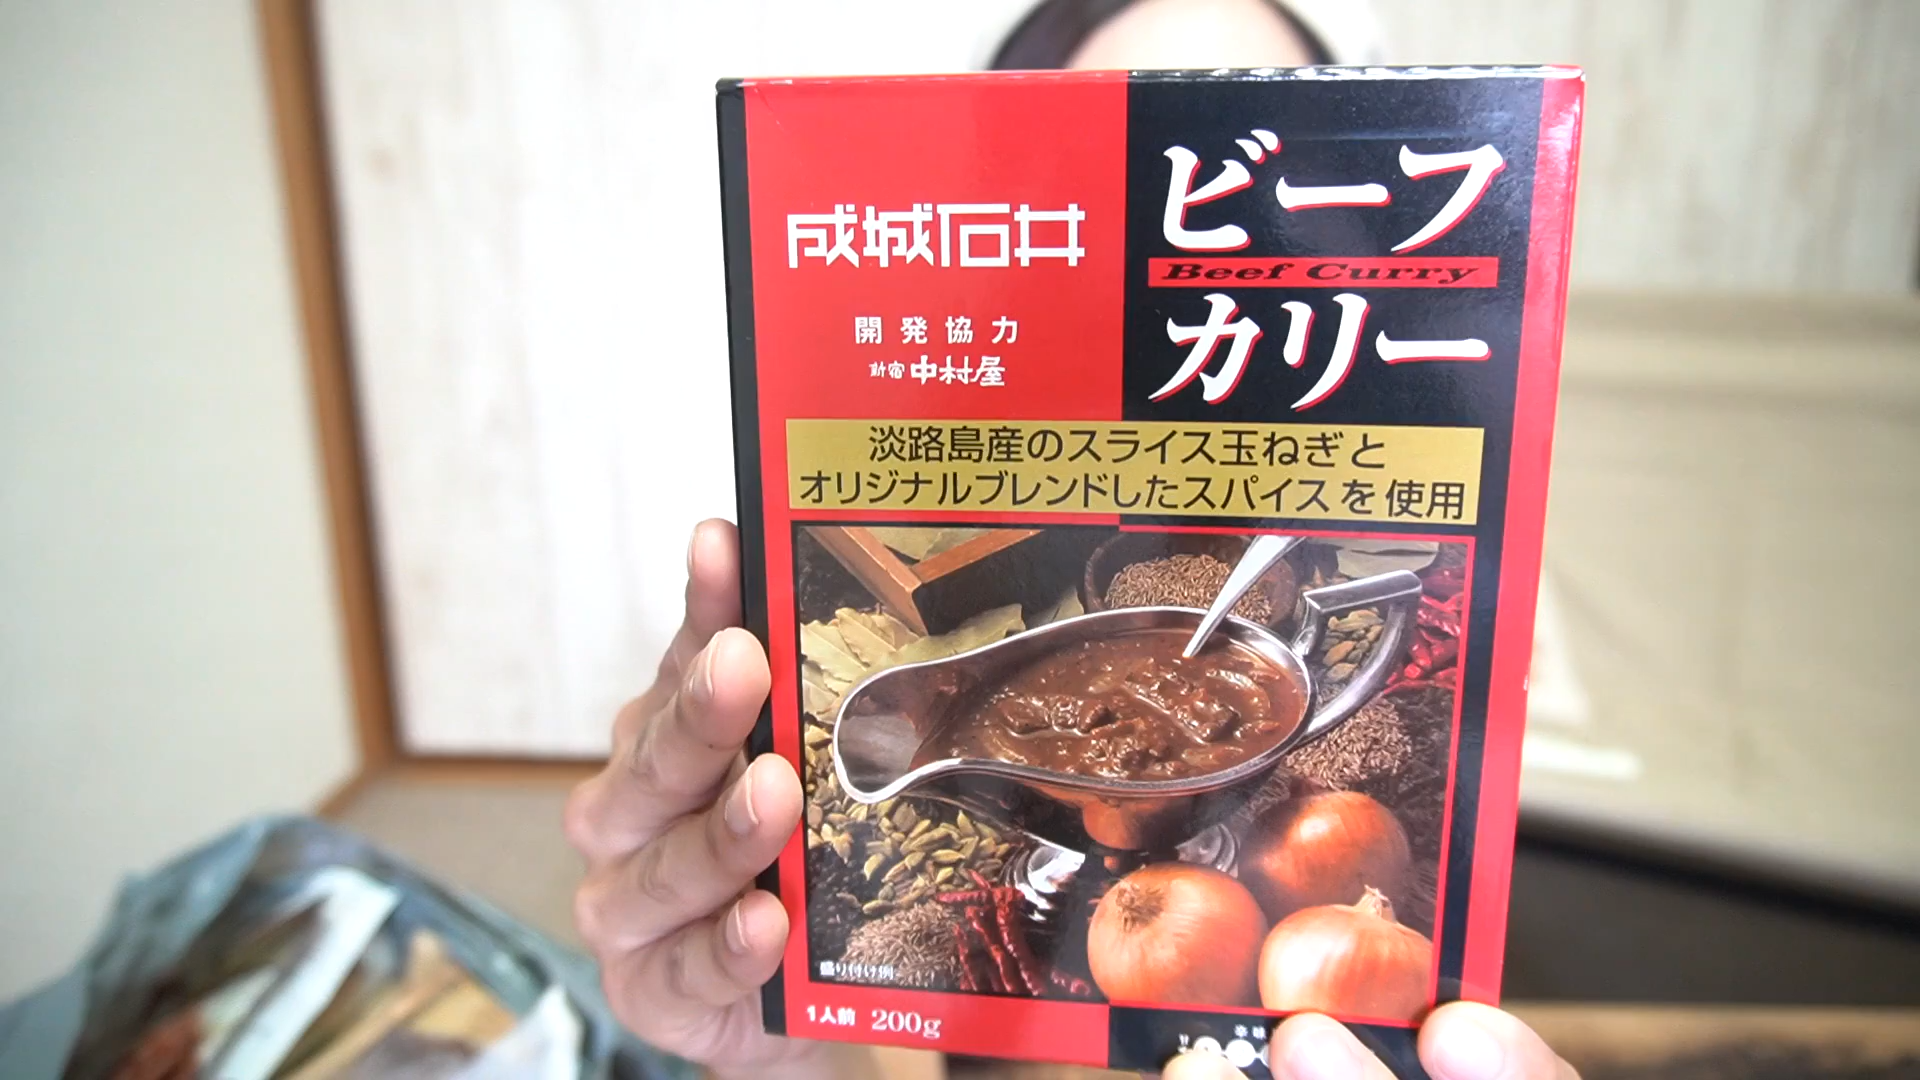 成城石井
開発協力
新宿中村屋
ビーフ
Beef Curry
カリー
淡路島産のスライス玉ねぎと
オリジナルブレンドしたスパイスを使用
盛り付け例
1人前 200g